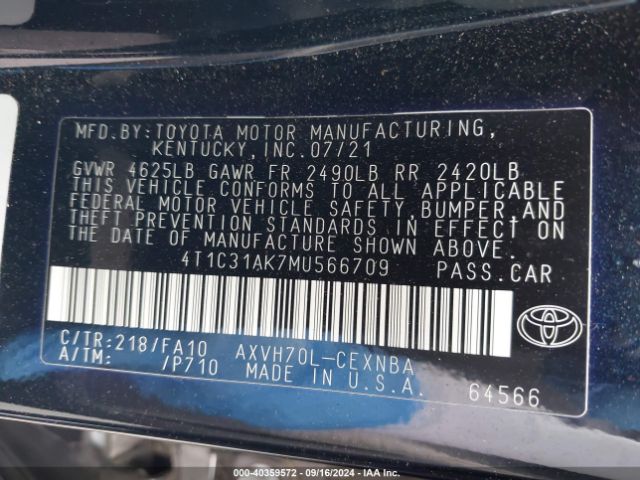 MFD.BY: TOYOTA MOTOR MANUFACTURING,
KENTUCKY, INC. 07/21
GVWR 4625LB GAWR FR 2490LB RR 2420LB
THIS VEHICLE CONFORMS TO ALL APPLICABLE
FEDERAL MOTOR VEHICLE SAFETY, BUMPER, AND
THEFT PREVENTION STANDARDS IN EFFECT ON
THE DATE OF MANUFACTURE SHOWN ABOVE.
4T1C31AK7MU566709 PASS.CAR
C/TR: 218/FA10 AXVH70L-CEXNBA
A/TM: /P710 MADE IN U.S.A.
64566
000-40359572 - 09/16/2024 - IAA Inc.